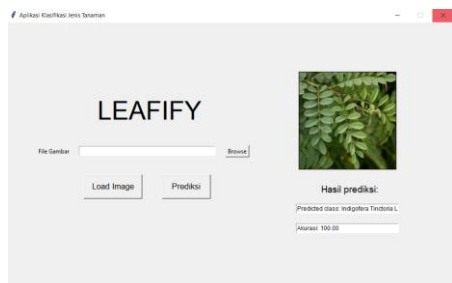 Aplikasi Klasifikasi Jenis Tanaman
LEAFIFY
File Gambar
Browse
Load Image
Prediksi
Hasil prediksi:
Predicted class: Indigofera Tinctoria L
Akurasi: 100.00